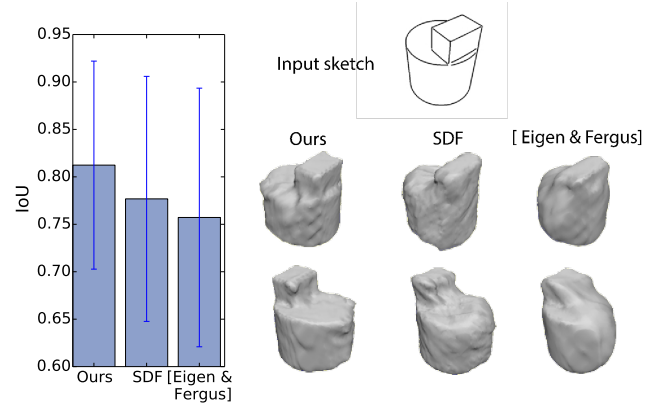 0.95
0.90
0.85
0.80
0.75
0.70
0.65
0.60
IoU
Ours
SDF
[Eigen &
Fergus]
Input sketch
Ours
SDF
[ Eigen & Fergus]